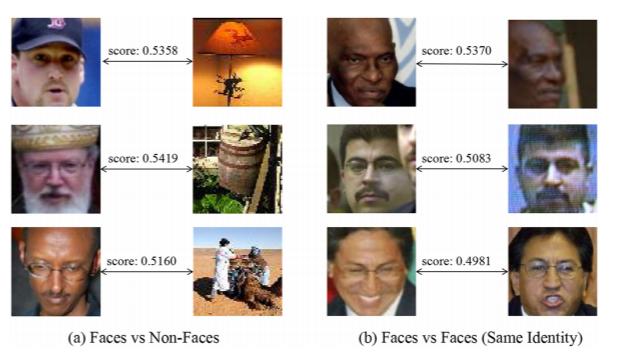 score: 0.5358
score: 0.5370
score: 0.5419
score: 0.5083
score: 0.5160
score: 0.4981
(a) Faces vs Non-Faces
(b) Faces vs Faces (Same Identity)